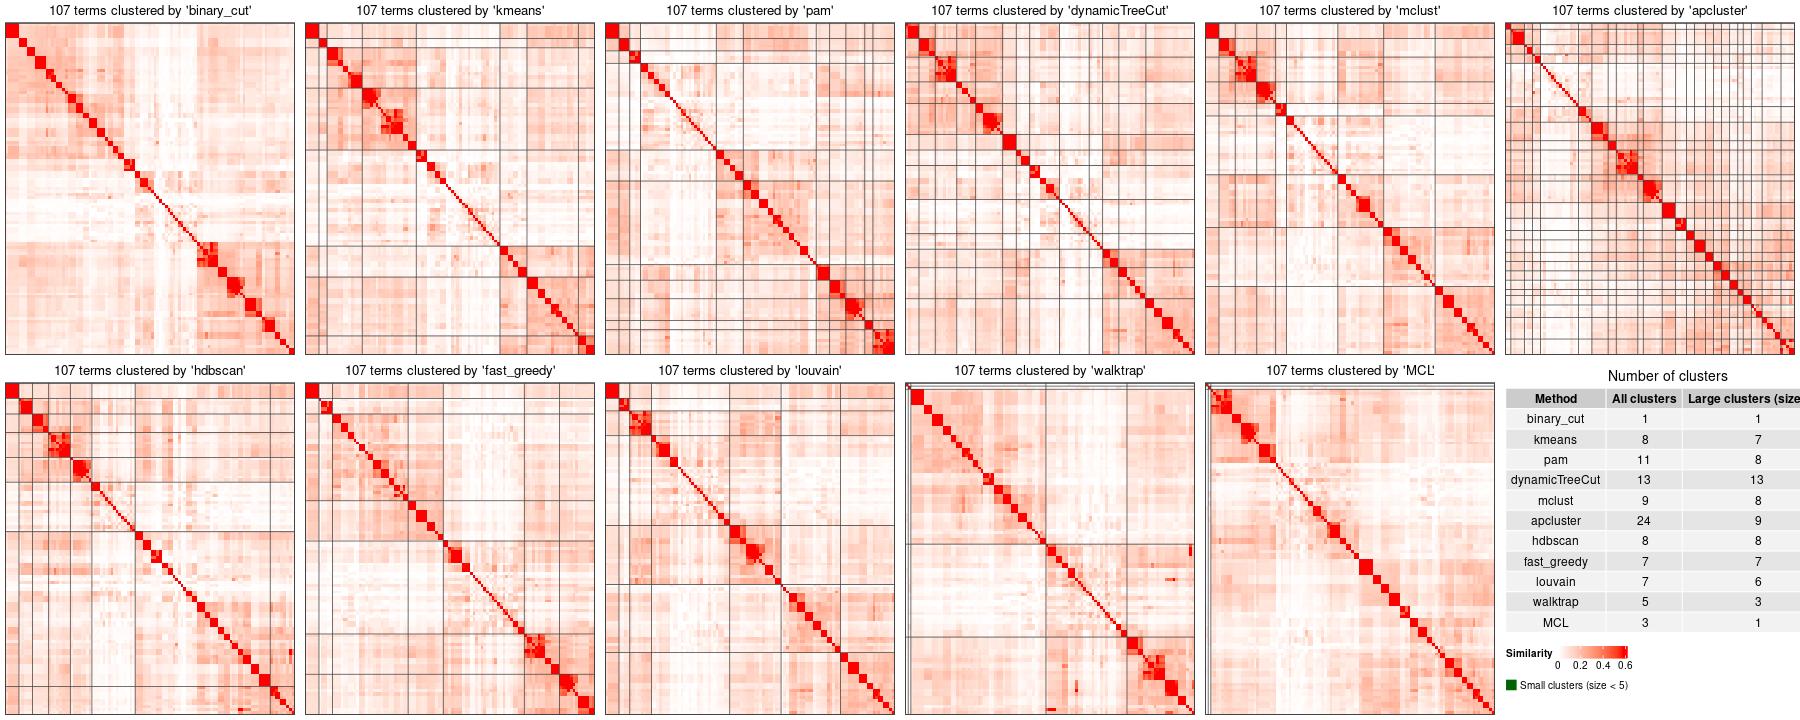 107 terms clustered by 'binary_cut'
107 terms clustered by 'kmeans'
107 terms clustered by 'pam'
107 terms clustered by 'dynamicTreeCut'
107 terms clustered by 'mclust'
107 terms clustered by 'apcluster'
107 terms clustered by 'hdbscan'
107 terms clustered by 'fast_greedy'
107 terms clustered by 'louvain'
107 terms clustered by 'walktrap'
107 terms clustered by 'MCL'
Number of clusters
Method All clusters Large clusters (size
binary_cut 1 1
kmeans 8 7
pam 11 8
dynamicTreeCut 13 13
mclust 9 8
apcluster 24 9
hdbscan 8 8
fast_greedy 7 7
louvain 7 6
walktrap 5 3
MCL 3 1
Similarity
0 0.2 0.4 0.6
Small clusters (size < 5)